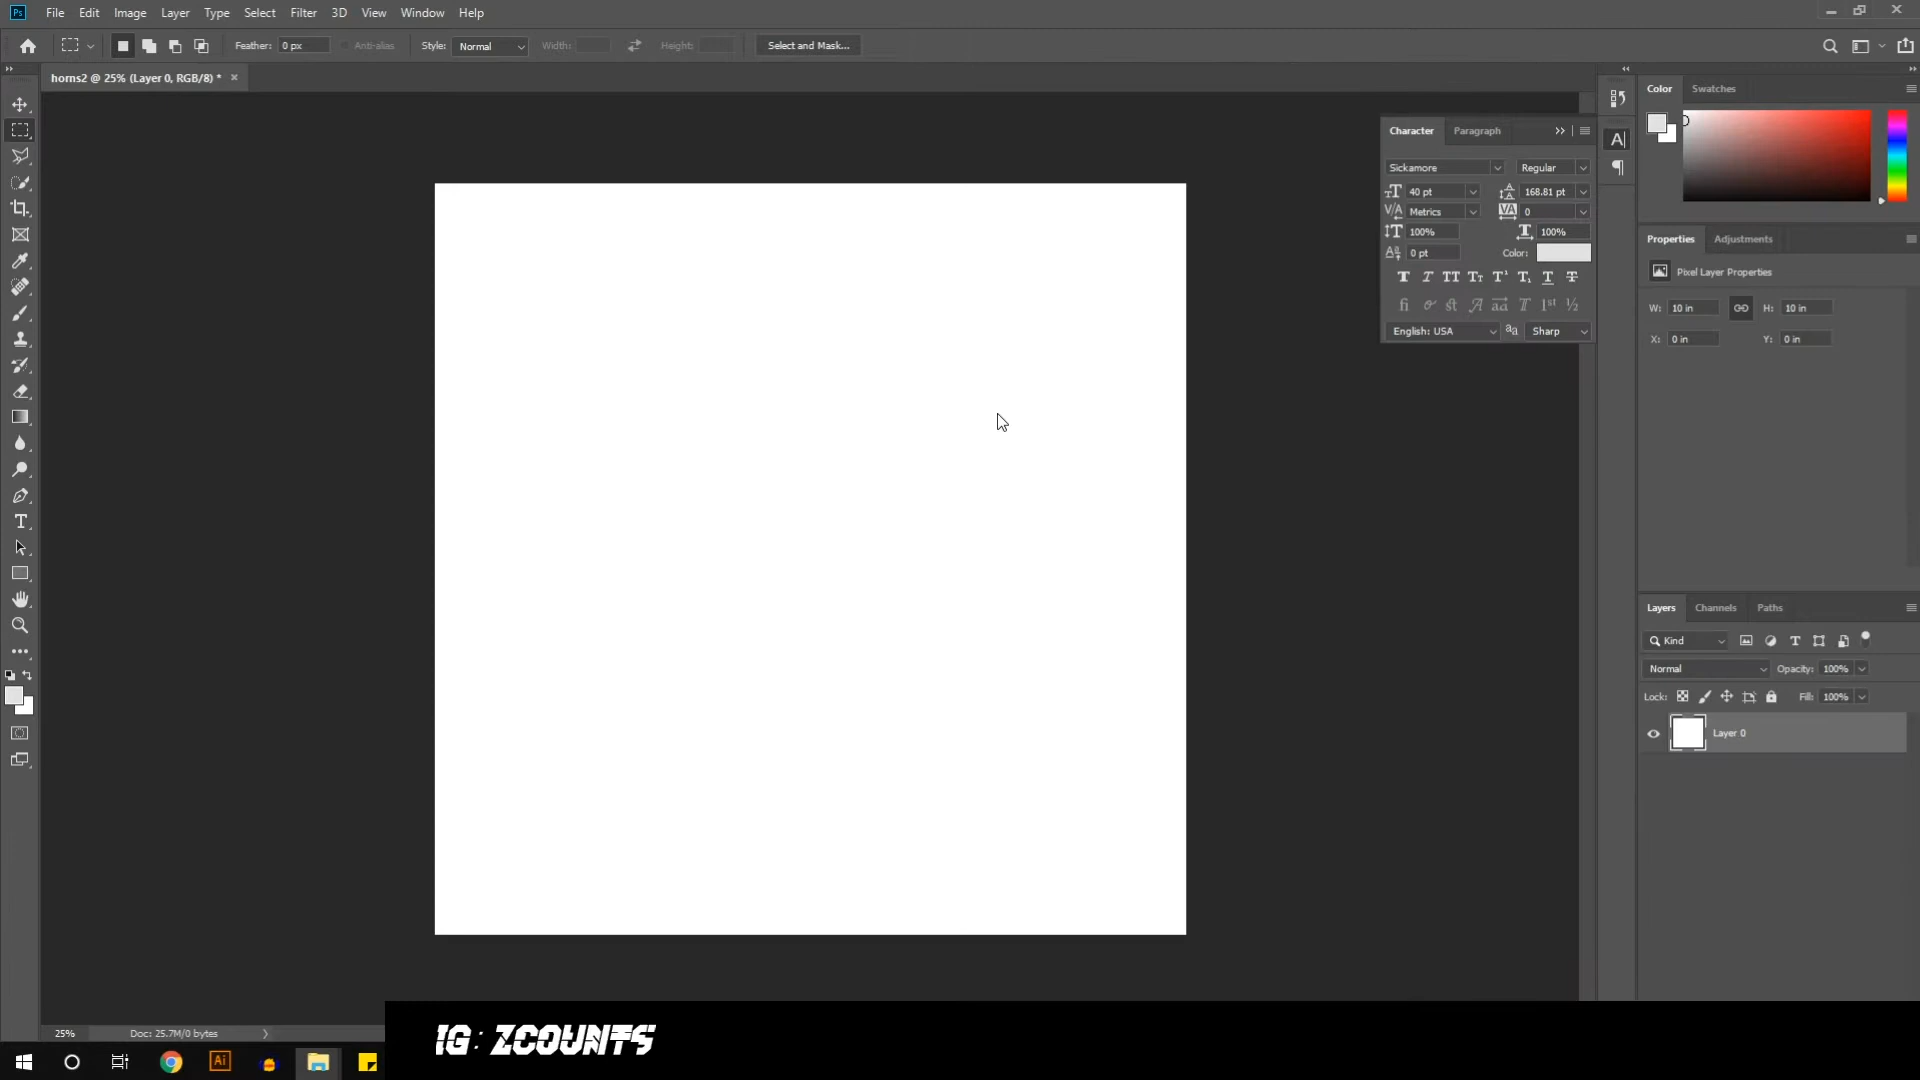 Ps File Edit Image Layer Type Select Filter 3D View Window Help
Feather: 0 px Anti-alias Style: Normal Width: Height: Select and Mask...
horns2 @ 25% (Layer 0, RGB/8) *
Character Paragraph
Sickamore Regular
40 pt 168.81 pt
Metrics 0
100% 100%
0 pt Color:
English: USA Sharp
Color Swatches
Properties Adjustments
Pixel Layer Properties
W: 10 in H: 10 in
X: 0 in Y: 0 in
Layers Channels Paths
Kind
Normal Opacity: 100%
Lock: Fill: 100%
Layer 0
25% Doc: 25.7M/0 bytes
Ai
IG: ZCOUNTS